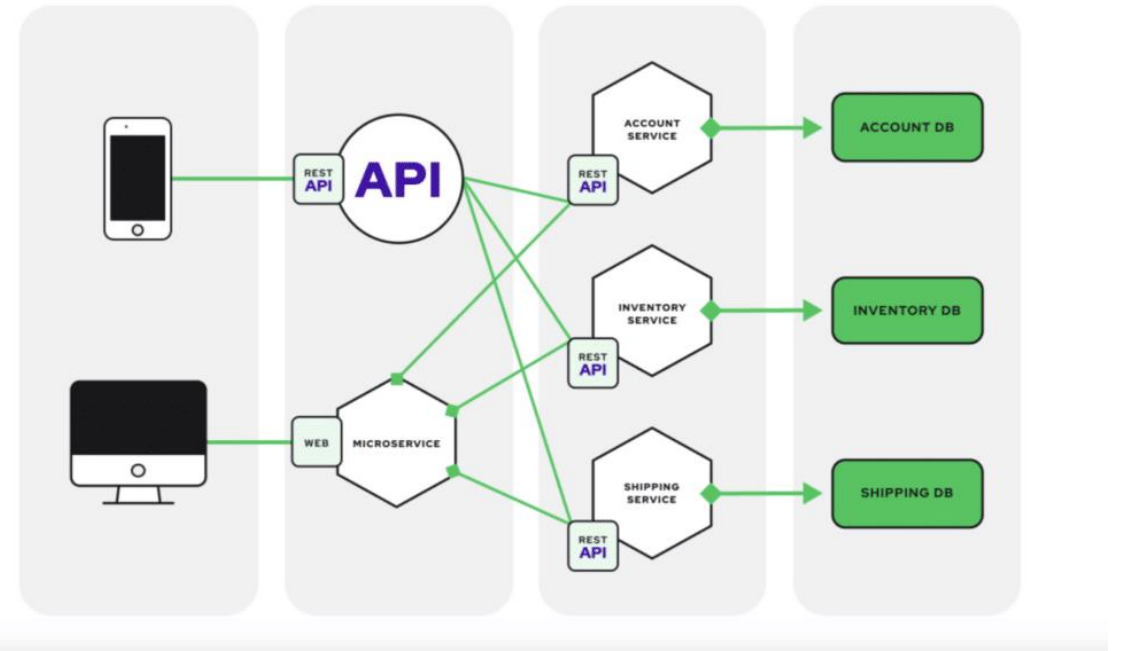 REST
API
API
WEB
MICROSERVICE
ACCOUNT
SERVICE
REST
API
INVENTORY
SERVICE
REST
API
SHIPPING
SERVICE
REST
API
ACCOUNT DB
INVENTORY DB
SHIPPING DB